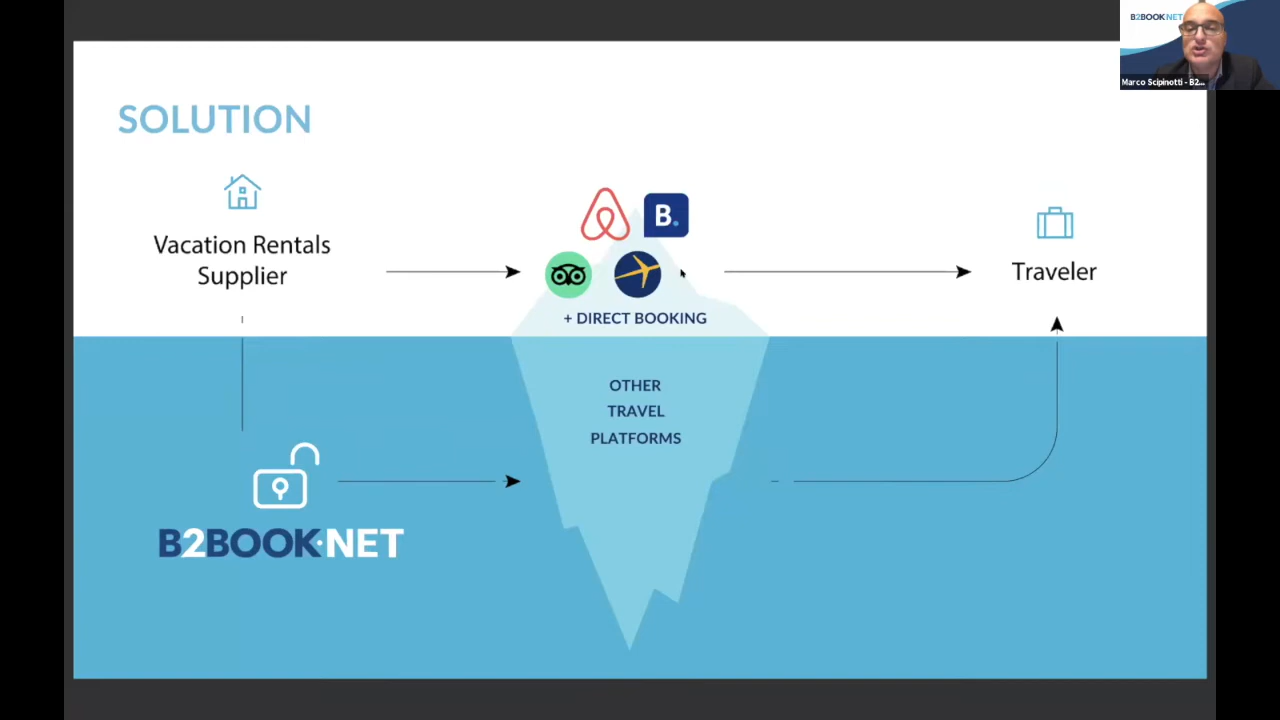 B2BOOK·NET
Marco Scipinotti - B2...
SOLUTION
Vacation Rentals
Supplier
B.
+ DIRECT BOOKING
Traveler
OTHER
TRAVEL
PLATFORMS
B2BOOK·NET